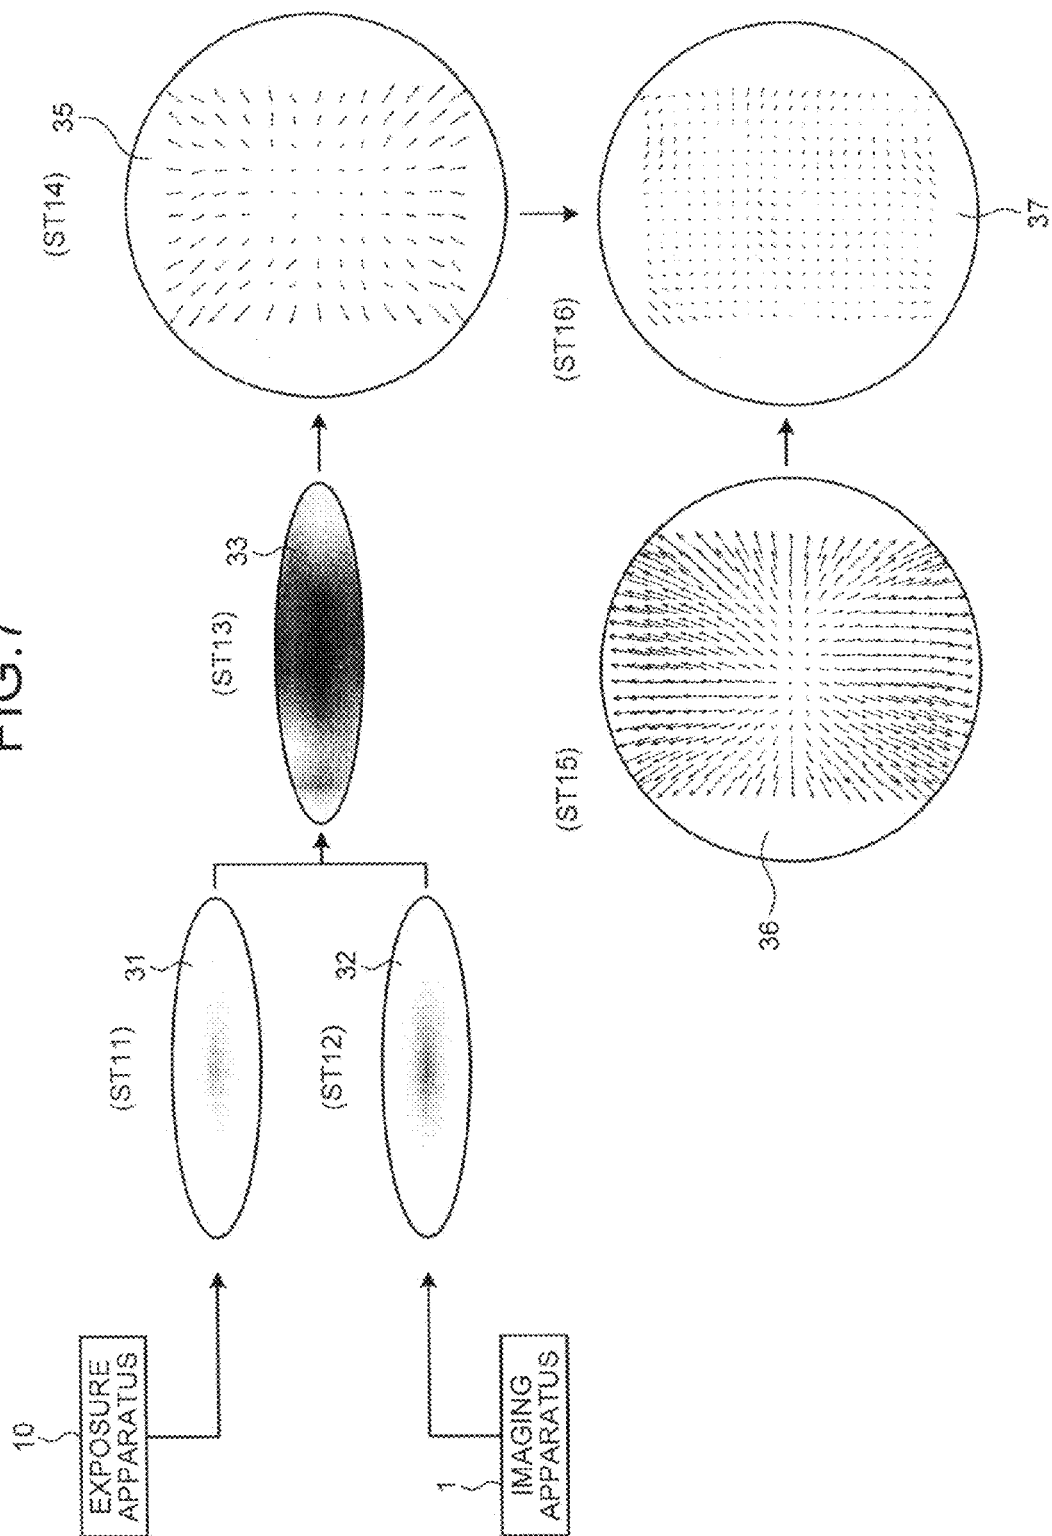 FIG.7
10
EXPOSURE
APPARATUS
1
IMAGING
APPARATUS
(ST11)
31
(ST12)
32
(ST13)
33
(ST14)
35
(ST15)
36
(ST16)
37